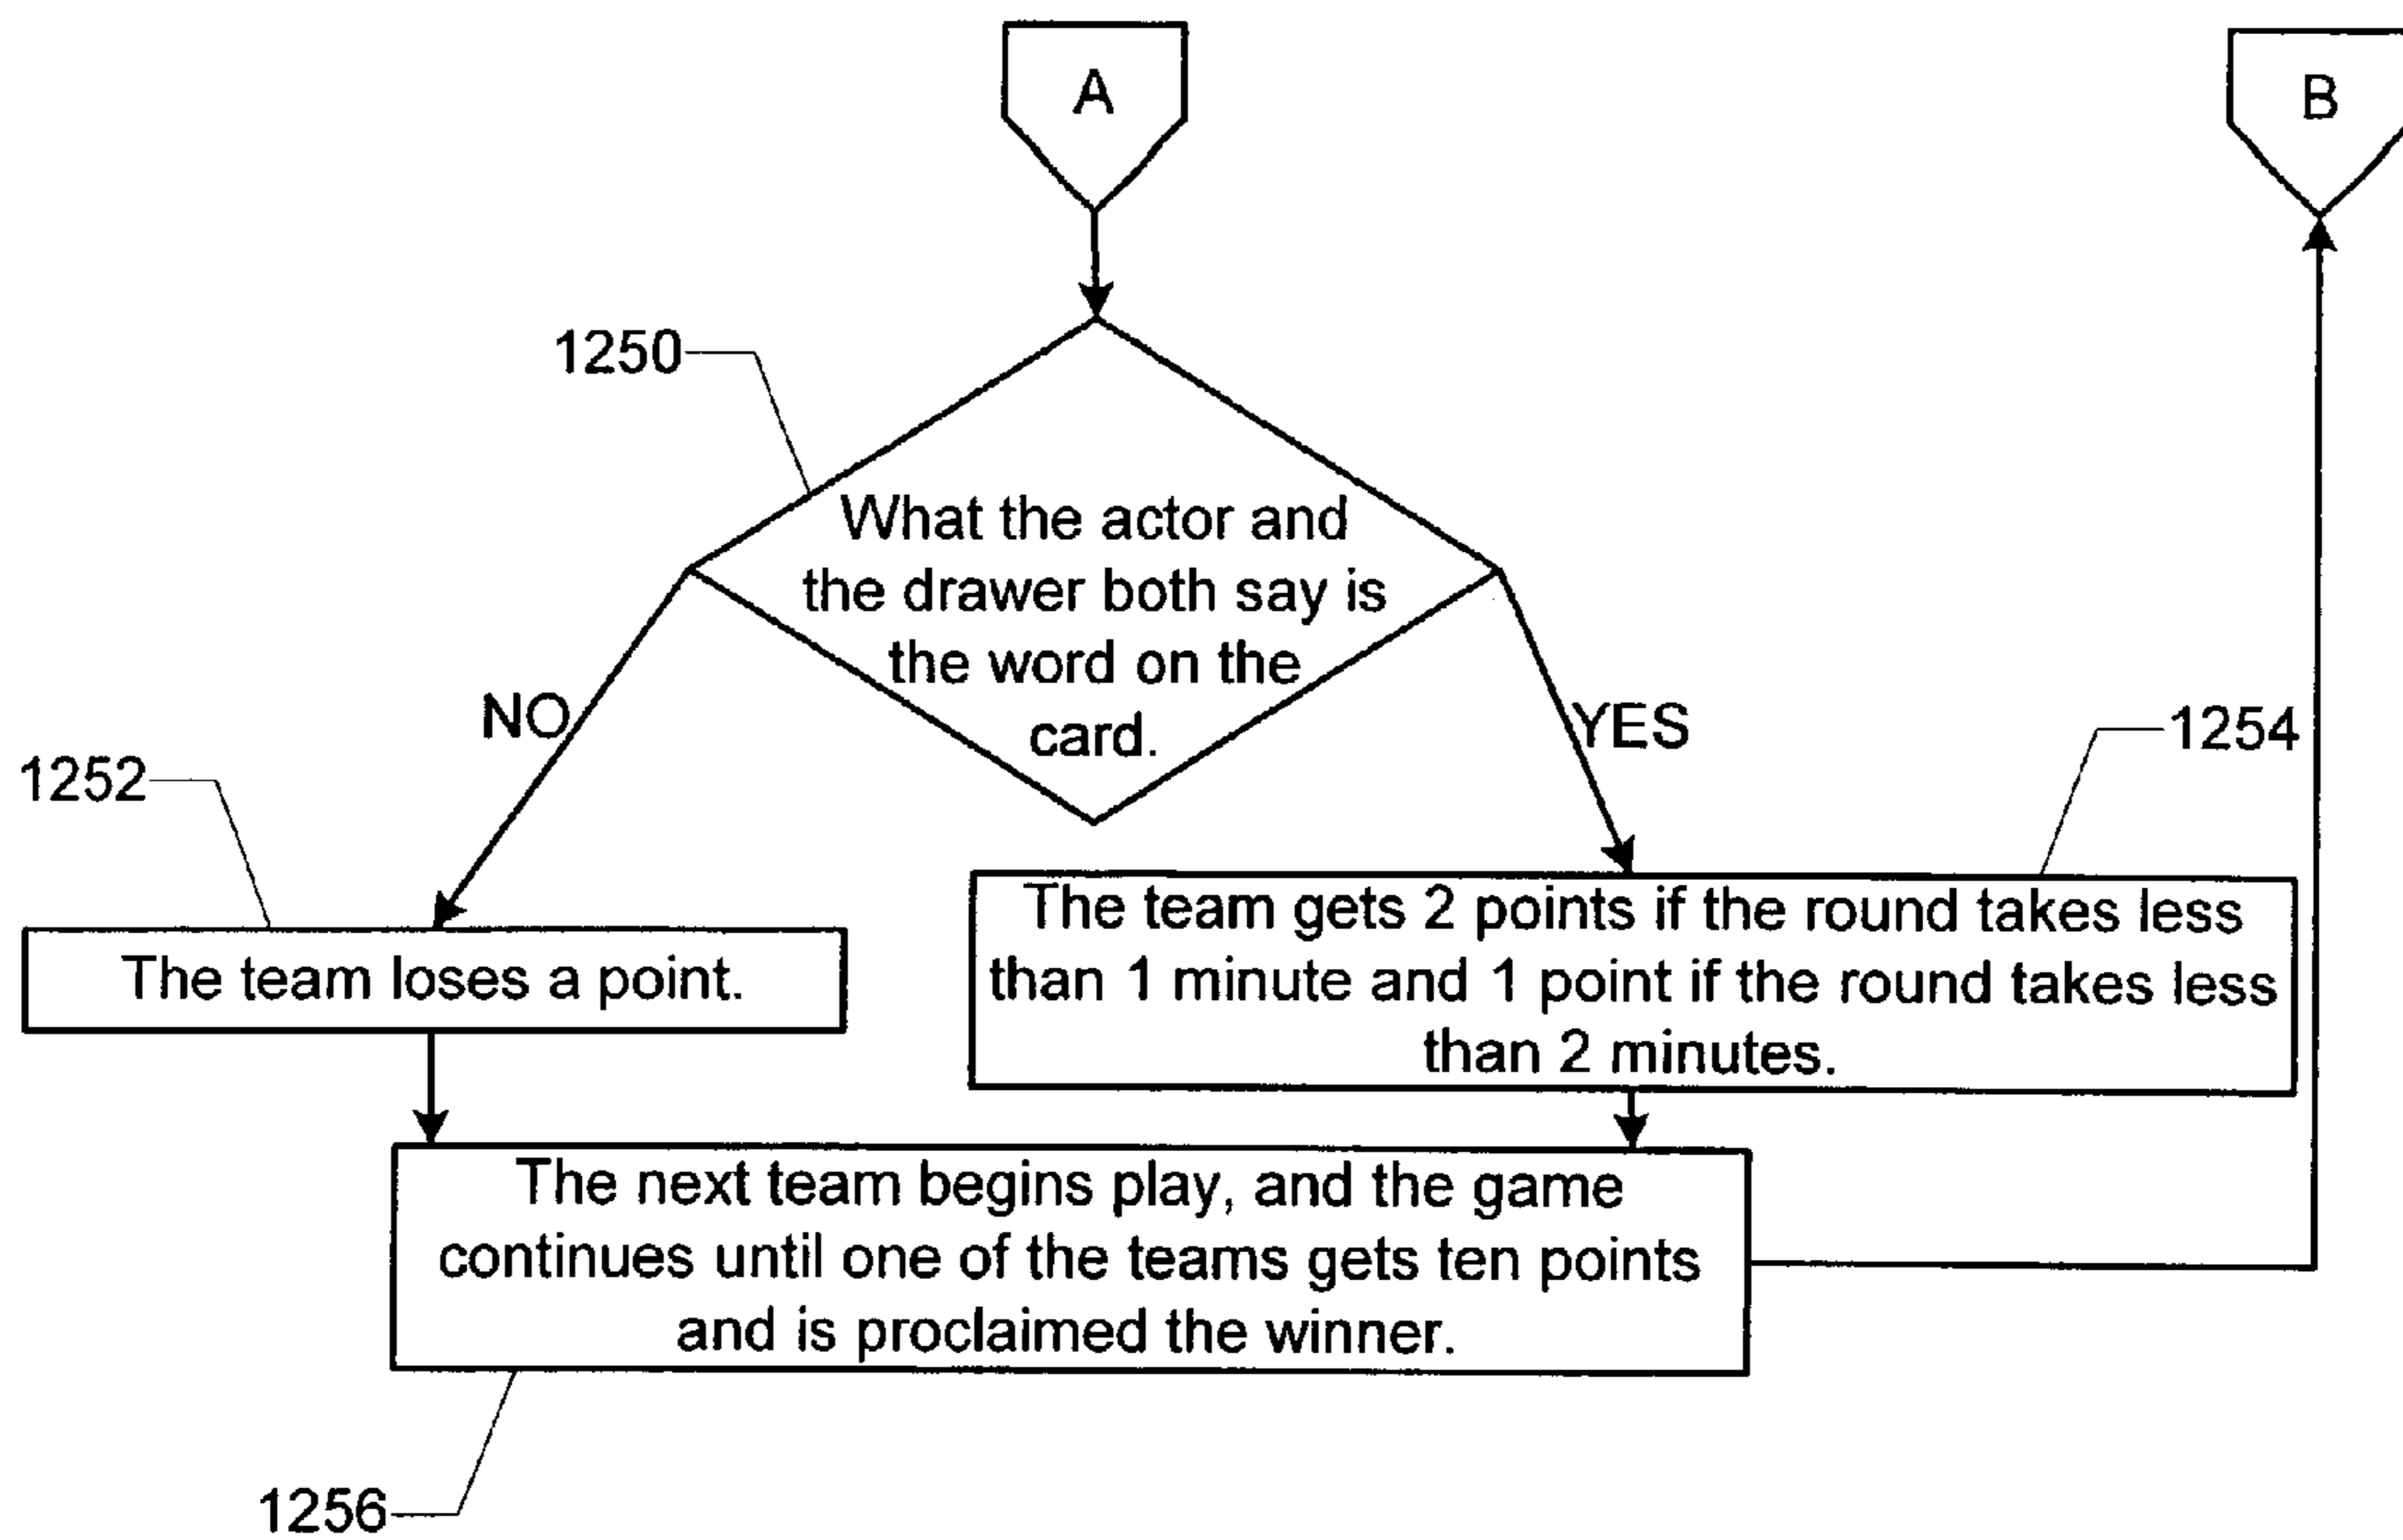 A
B
1250
What the actor and
the drawer both say is
the word on the
card.
NO
YES
1252
1254
The team loses a point.
The team gets 2 points if the round takes less
than 1 minute and 1 point if the round takes less
than 2 minutes.
The next team begins play, and the game
continues until one of the teams gets ten points
and is proclaimed the winner.
1256